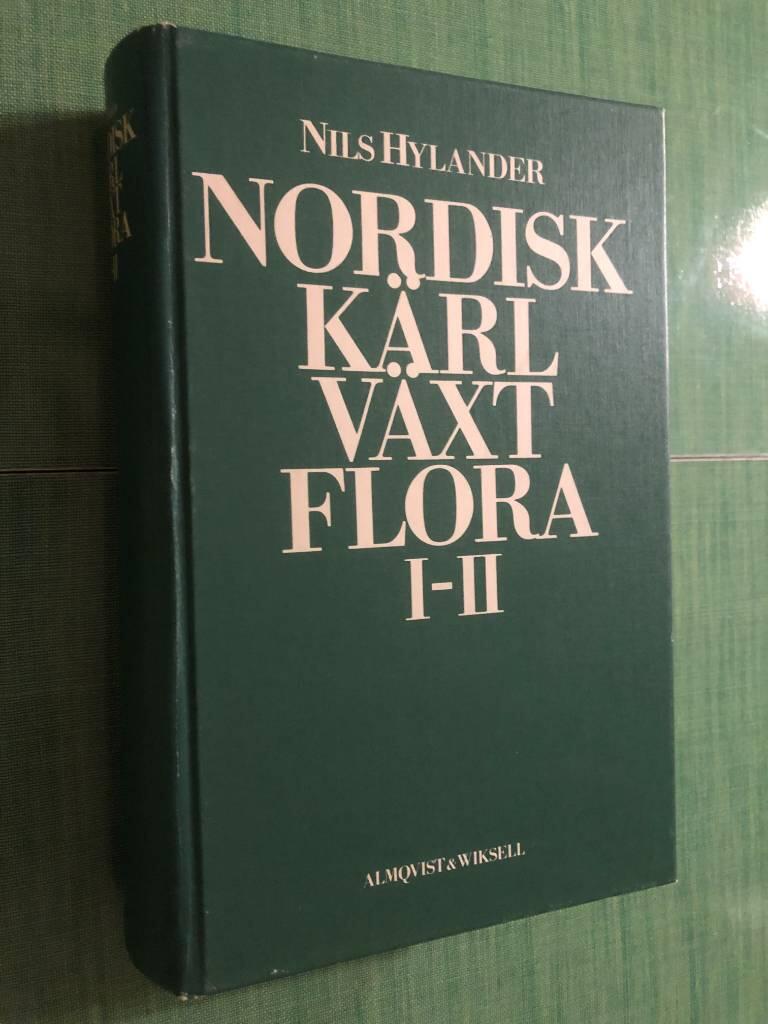 NILS HYLANDER
NORDISK
KÄRL
VÄXT
FLORA
I-II
ALMQVIST & WIKSELL